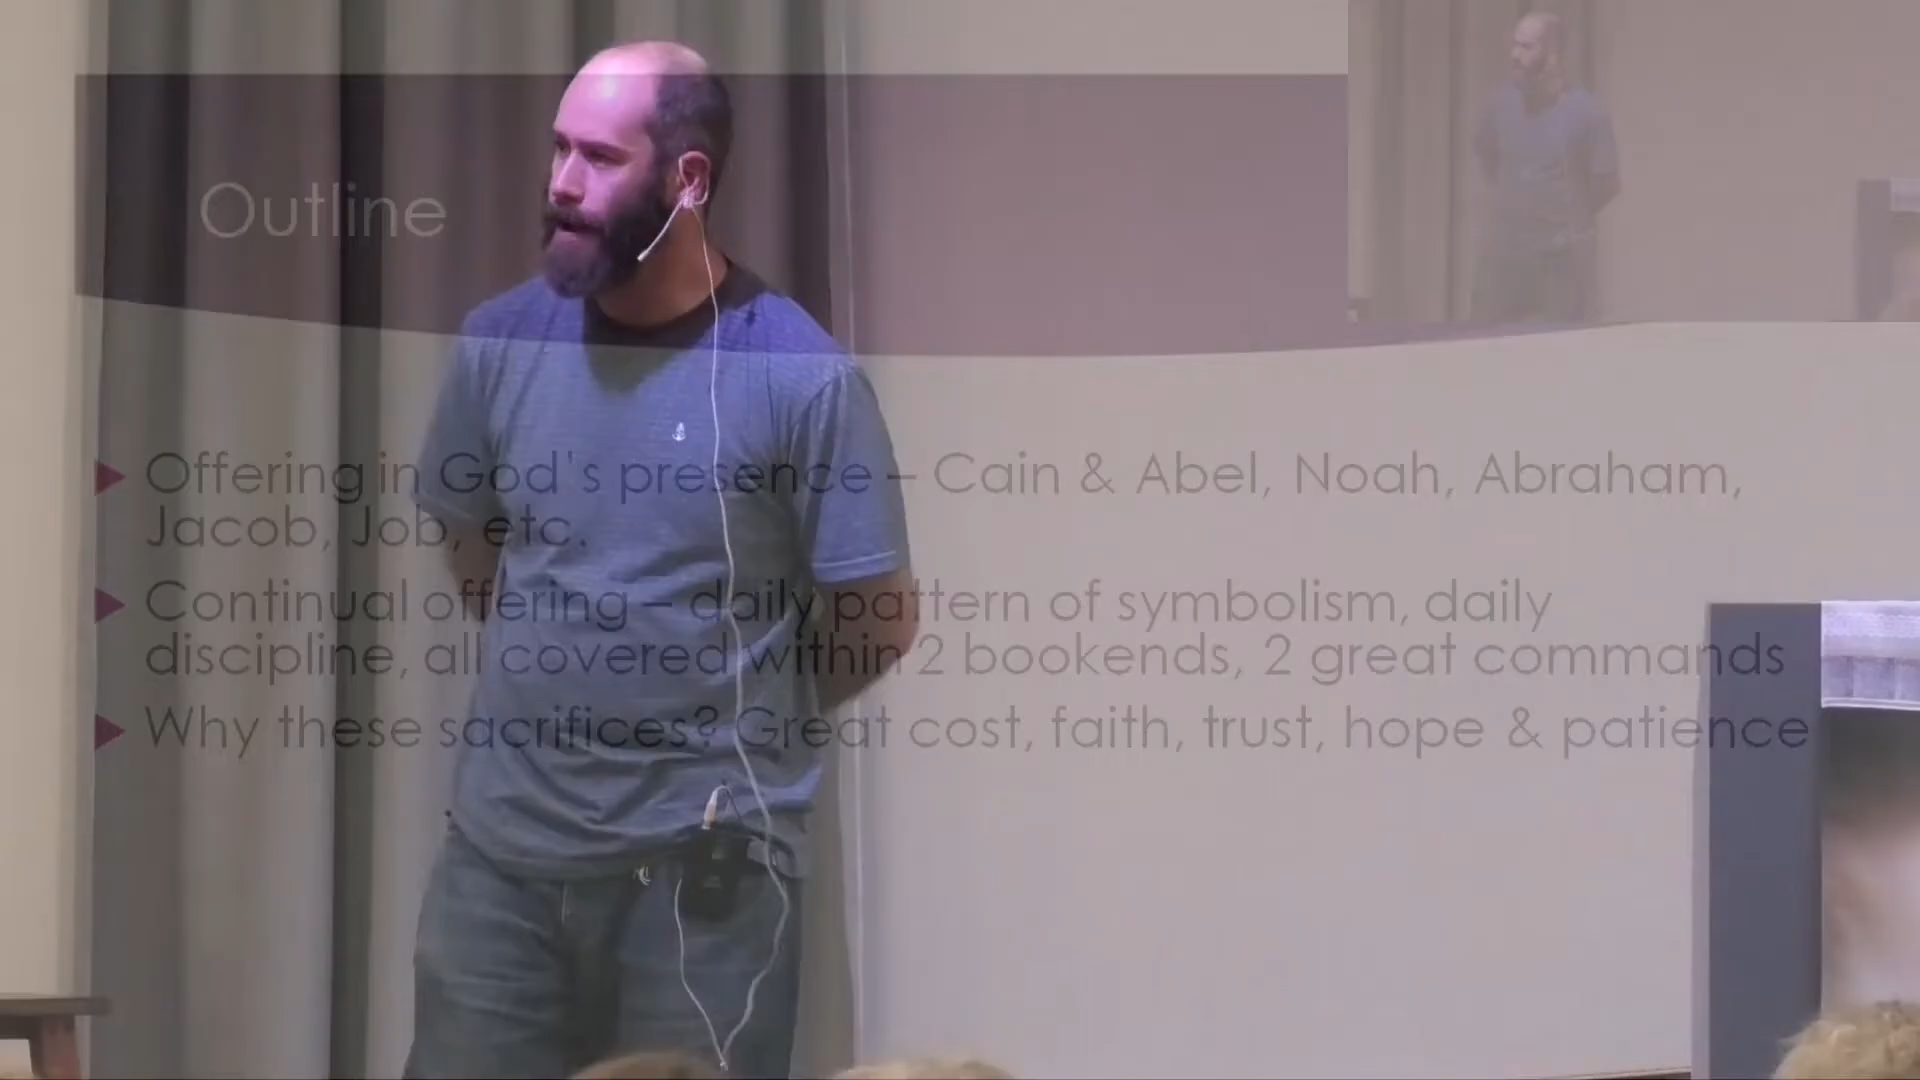 Outline
Offering in God's presence – Cain & Abel, Noah, Abraham,
Jacob, Job, etc.
Continual offering – daily pattern of symbolism, daily
discipline, all covered within 2 bookends, 2 great commands
Why these sacrifices? Great cost, faith, trust, hope & patience